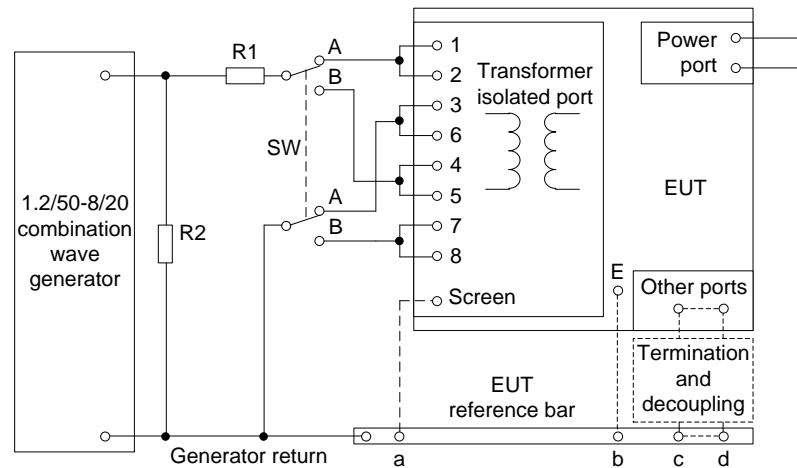 R1
A
B
SW
A
B
R2
1.2/50-8/20
combination
wave
generator
1
2
3
6
4
5
7
8
Screen
Transformer
isolated port
Power
port
EUT
E
Other ports
Termination
and
decoupling
EUT
reference bar
Generator return
a
b
c
d